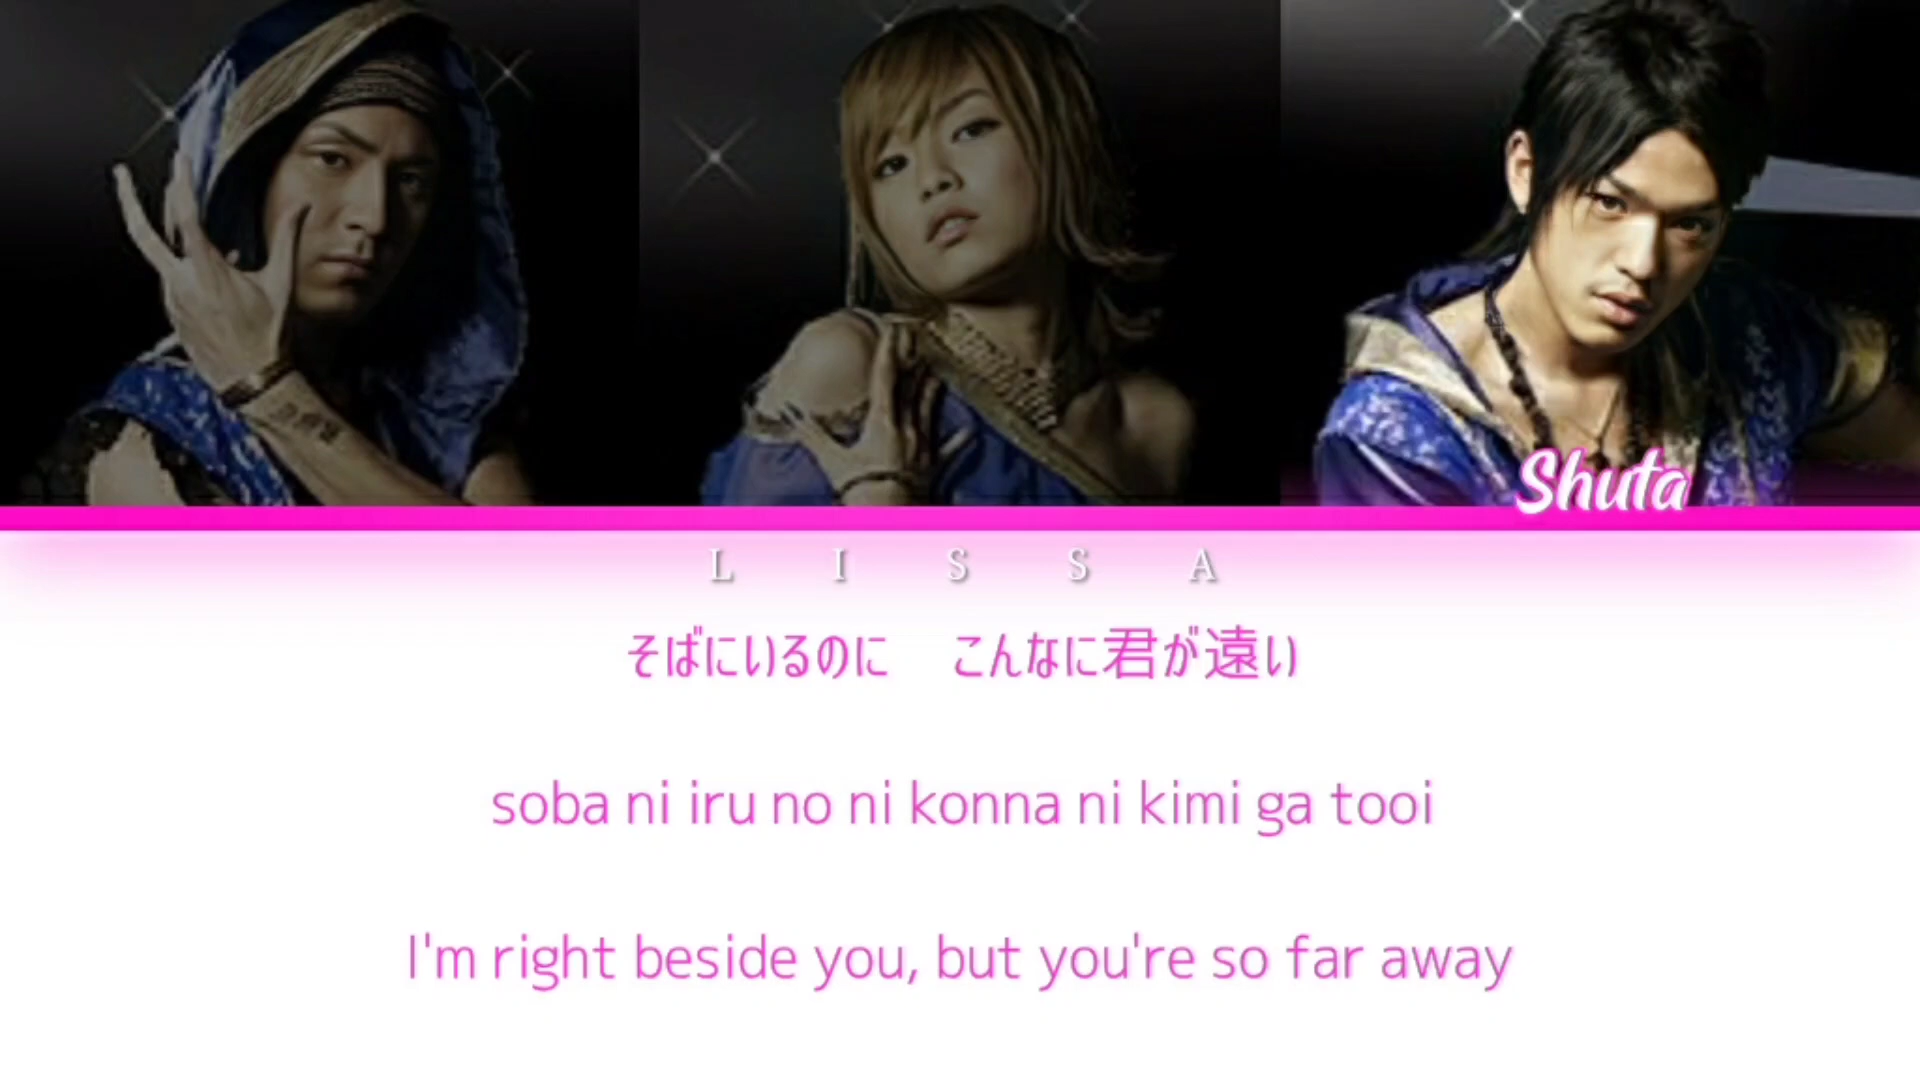 Shuta
L I S S A
そばにいるのに　こんなに君が遠い
soba ni iru no ni konna ni kimi ga tooi
I'm right beside you, but you're so far away